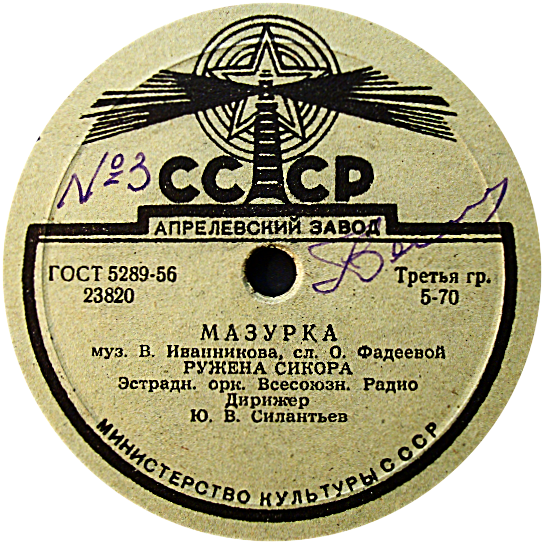 №3
СССР
АПРЕЛЕВСКИЙ ЗАВОД
ГОСТ 5289-56
23820
Третья гр.
5-70
МАЗУРКА
муз. В. Иванникова, сл. О. Фадеевой
РУЖЕНА СИКОРА
Эстрадн. орк. Всесоюзн. Радио
Дирижер
Ю. В. Силантьев
МИНИСТЕРСТВО КУЛЬТУРЫ СССР